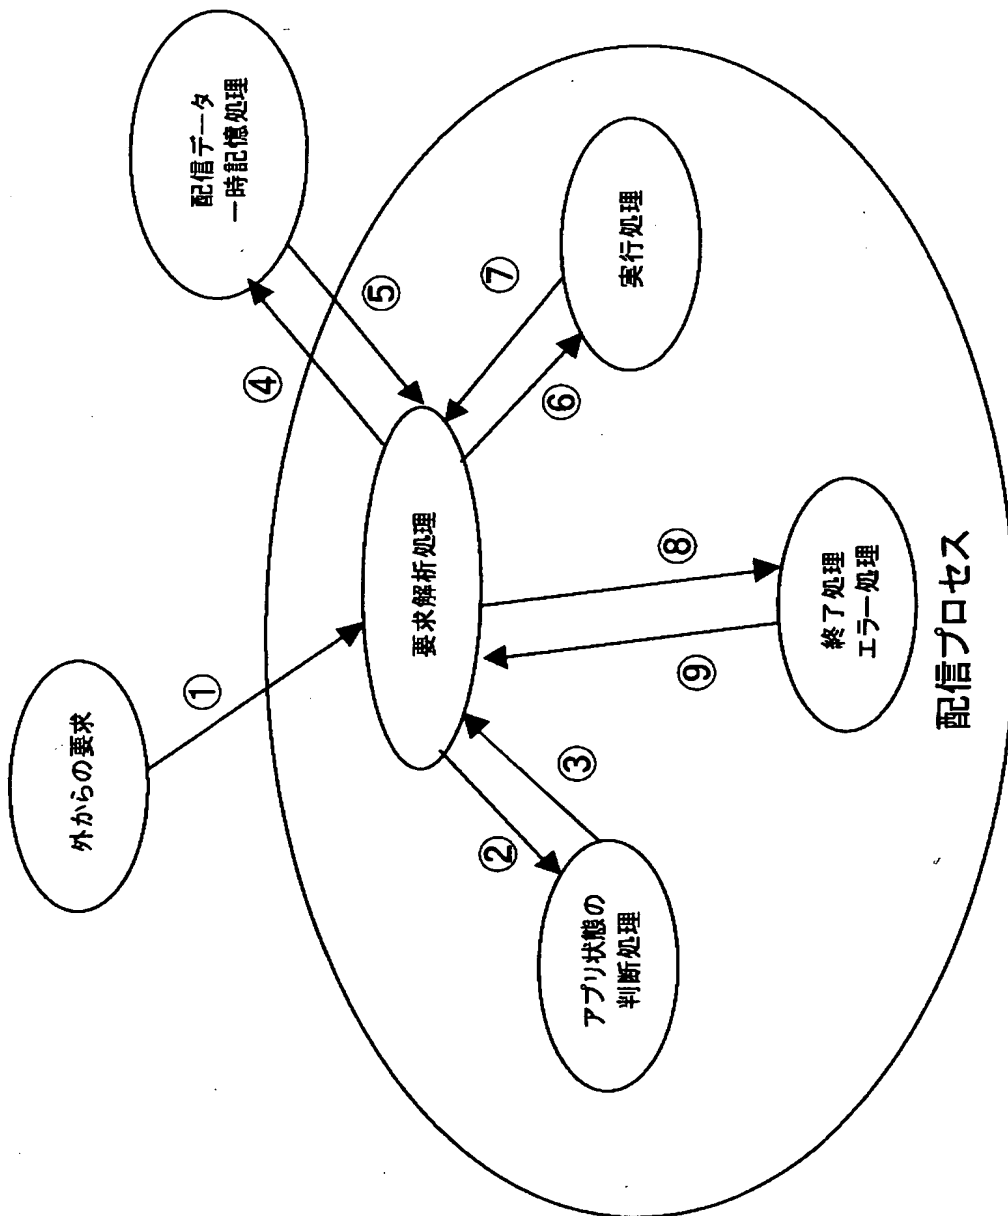 外からの要求
①
配信データ
一時記憶処理
④
⑤
要求解析処理
②
③
アプリ状態の
判断処理
⑥
⑦
実行処理
⑧
⑨
終了処理
エラー処理
配信プロセス